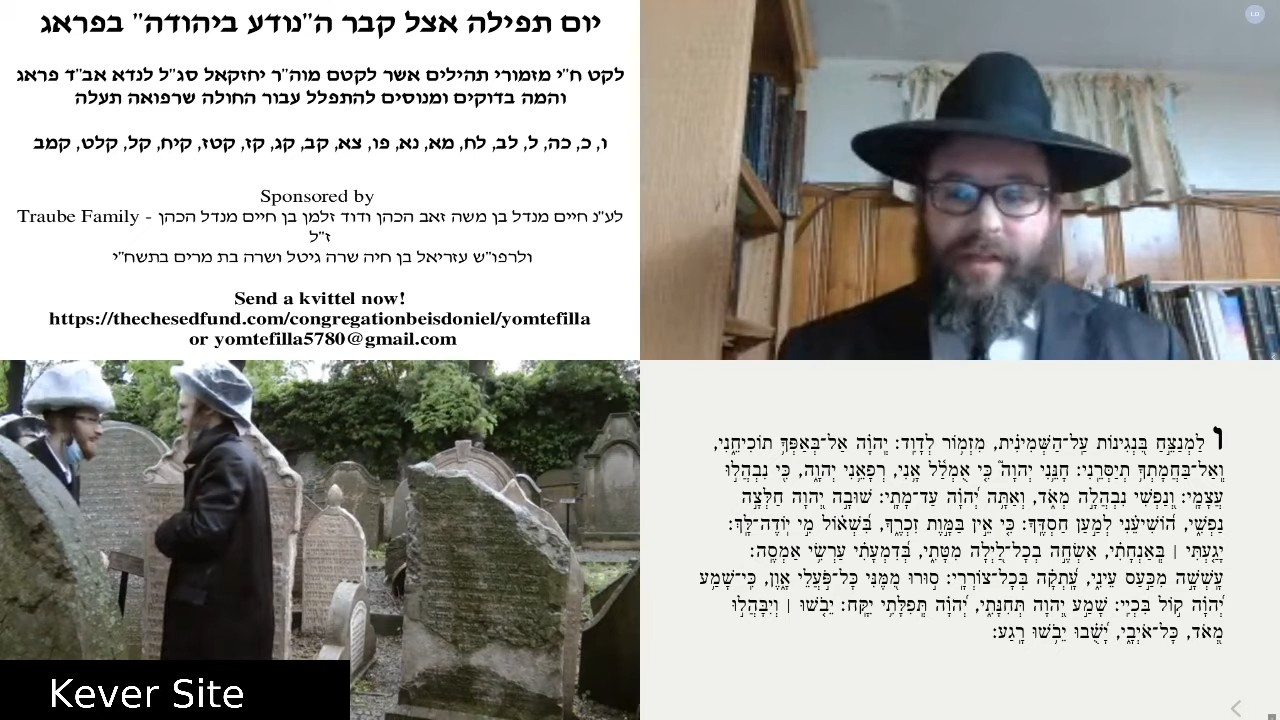 יום תפילה אצל קבר ה"נודע ביהודה" בפראג
לקט ח"י מזמורי תהילים אשר לקטם מוה"ר יחזקאל סג"ל לנדא אב"ד פראג
והמה בדוקים ומנוסים להתפלל עבור החולה שרפואה תעלה
ו, כ, כה, ל, לב, לח, מא, נא, פו, צא, קב, קג, קז, קטז, קיח, קל, קלט, קמב
Sponsored by
Traube Family - לע"נ חיים מנדל בן משה זאב הכהן ודוד זלמן בן חיים מנדל הכהן
ז"ל
ולרפו"ש עזריאל בן חיה שרה גיטל ושרה בת מרים בתשח"י
Send a kvittel now!
https://thechesedfund.com/congregationbeisdoniel/yomtefilla
or yomtefilla5780@gmail.com
LD
Kever Site
ו לַמְנַצֵּחַ בִּנְגִינוֹת עַל־הַשְּׁמִינִית, מִזְמוֹר לְדָוִד: יְהוָה אַל־בְּאַפְּךָ תוֹכִיחֵנִי,
וְאַל־בַּחֲמָתְךָ תְיַסְּרֵנִי: חָנֵּנִי יְהוָה כִּי אֻמְלַל אָנִי, רְפָאֵנִי יְהוָה, כִּי נִבְהֲלוּ
עֲצָמָי: וְנַפְשִׁי נִבְהֲלָה מְאֹד, וְאַתָּה יְהוָה עַד־מָתָי: שׁוּבָה יְהוָה חַלְּצָה
נַפְשִׁי, הוֹשִׁיעֵנִי לְמַעַן חַסְדֶּךָ: כִּי אֵין בַּמָּוֶת זִכְרֶךָ, בִּשְׁאוֹל מִי יוֹדֶה־לָּךְ:
יָגַעְתִּי | בְּאַנְחָתִי, אַשְׂחֶה בְכָל־לַיְלָה מִטָּתִי, בְּדִמְעָתִי עַרְשִׂי אַמְסֶה:
עָשְׁשָׁה מִכַּעַס עֵינִי, עָתְקָה בְּכָל־צוֹרְרָי: סוּרוּ מִמֶּנִּי כָּל־פֹּעֲלֵי אָוֶן, כִּי־שָׁמַע
יְהוָה קוֹל בִּכְיִי: שָׁמַע יְהוָה תְּחִנָּתִי, יְהוָה תְּפִלָּתִי יִקָּח: יֵבֹשׁוּ | וְיִבָּהֲלוּ
מְאֹד, כָּל־אֹיְבָי, יָשֻׁבוּ יֵבֹשׁוּ רָגַע: